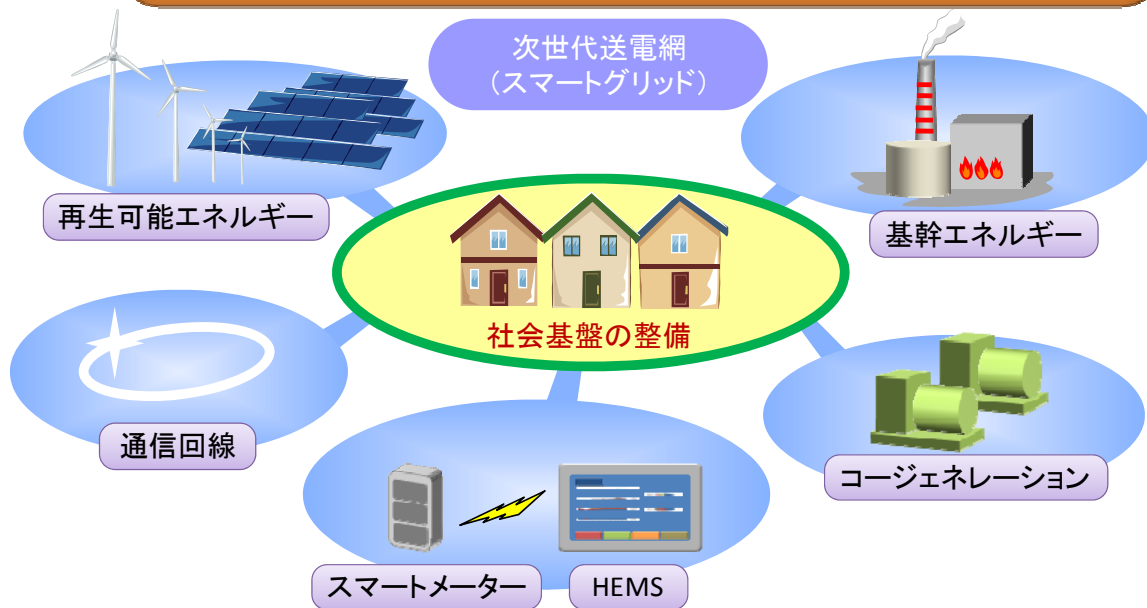 次世代送電網
（スマートグリッド）
再生可能エネルギー
基幹エネルギー
社会基盤の整備
通信回線
コージェネレーション
スマートメーター
HEMS